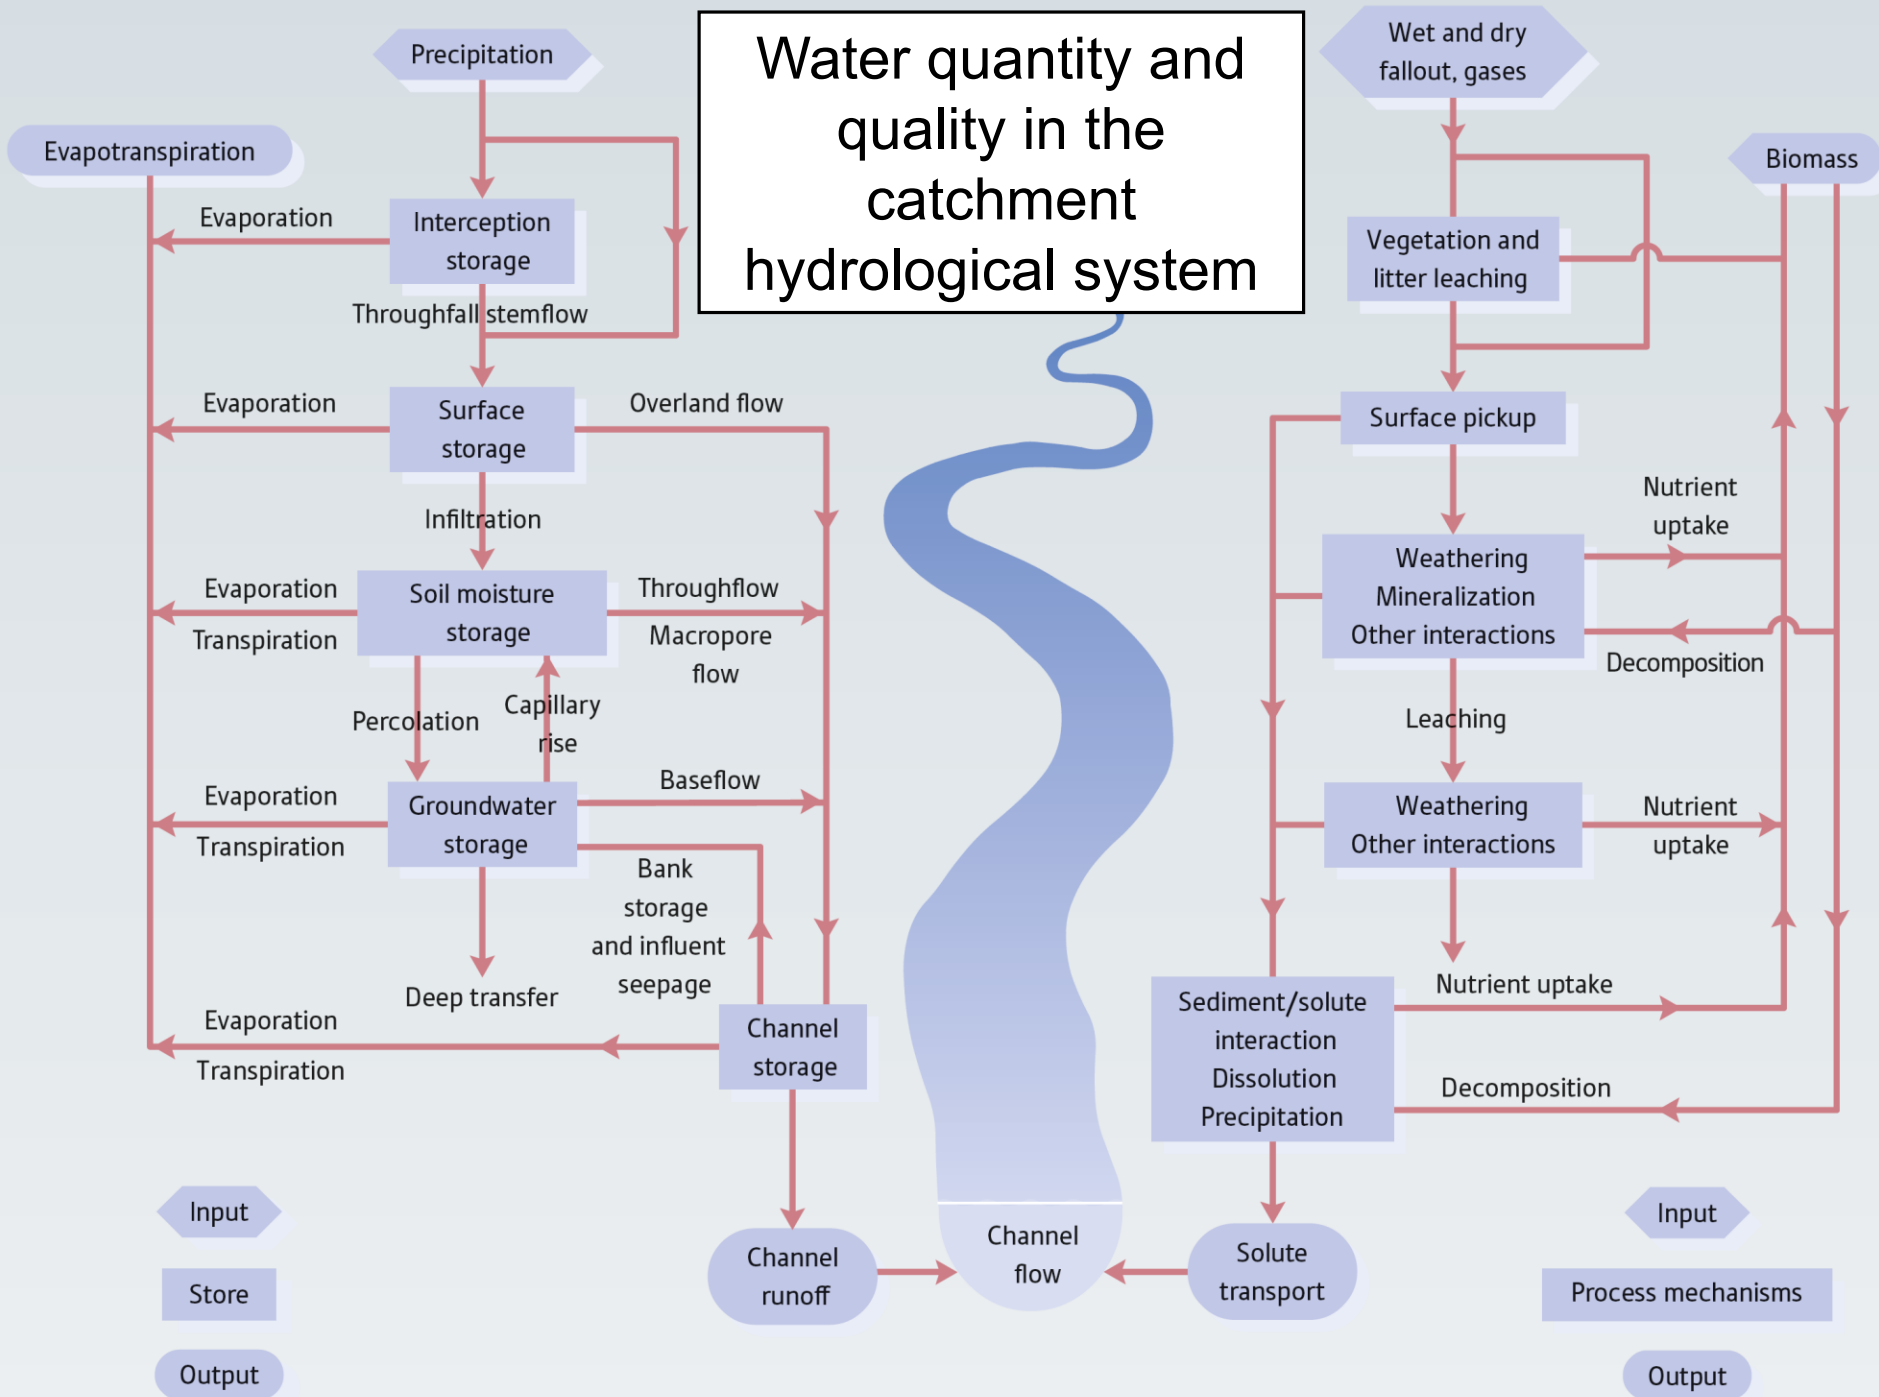 Water quantity and
quality in the
catchment
hydrological system
Precipitation
Evapotranspiration
Evaporation
Interception
storage
Throughfall stemflow
Evaporation
Surface
storage
Overland flow
Infiltration
Evaporation
Transpiration
Soil moisture
storage
Throughflow
Macropore
flow
Percolation
Capillary
rise
Evaporation
Transpiration
Groundwater
storage
Baseflow
Bank
storage
and influent
seepage
Deep transfer
Evaporation
Transpiration
Channel
storage
Channel
runoff
Channel
flow
Input
Store
Output
Wet and dry
fallout, gases
Biomass
Vegetation and
litter leaching
Surface pickup
Nutrient
uptake
Weathering
Mineralization
Other interactions
Decomposition
Leaching
Weathering
Other interactions
Nutrient
uptake
Nutrient uptake
Sediment/solute
interaction
Dissolution
Precipitation
Decomposition
Solute
transport
Input
Process mechanisms
Output